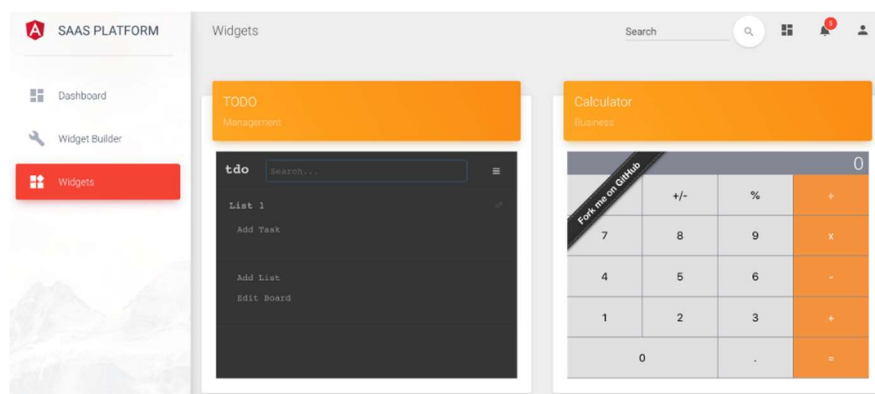 SAAS PLATFORM
Dashboard
Widget Builder
Widgets
Widgets
Search
5
TODO
Management
tdo
Search...
List 1
Add Task
Add List
Edit Board
Calculator
Business
Fork me on GitHub
0
+/- % ÷
7 8 9 x
4 5 6 -
1 2 3 +
0 . =